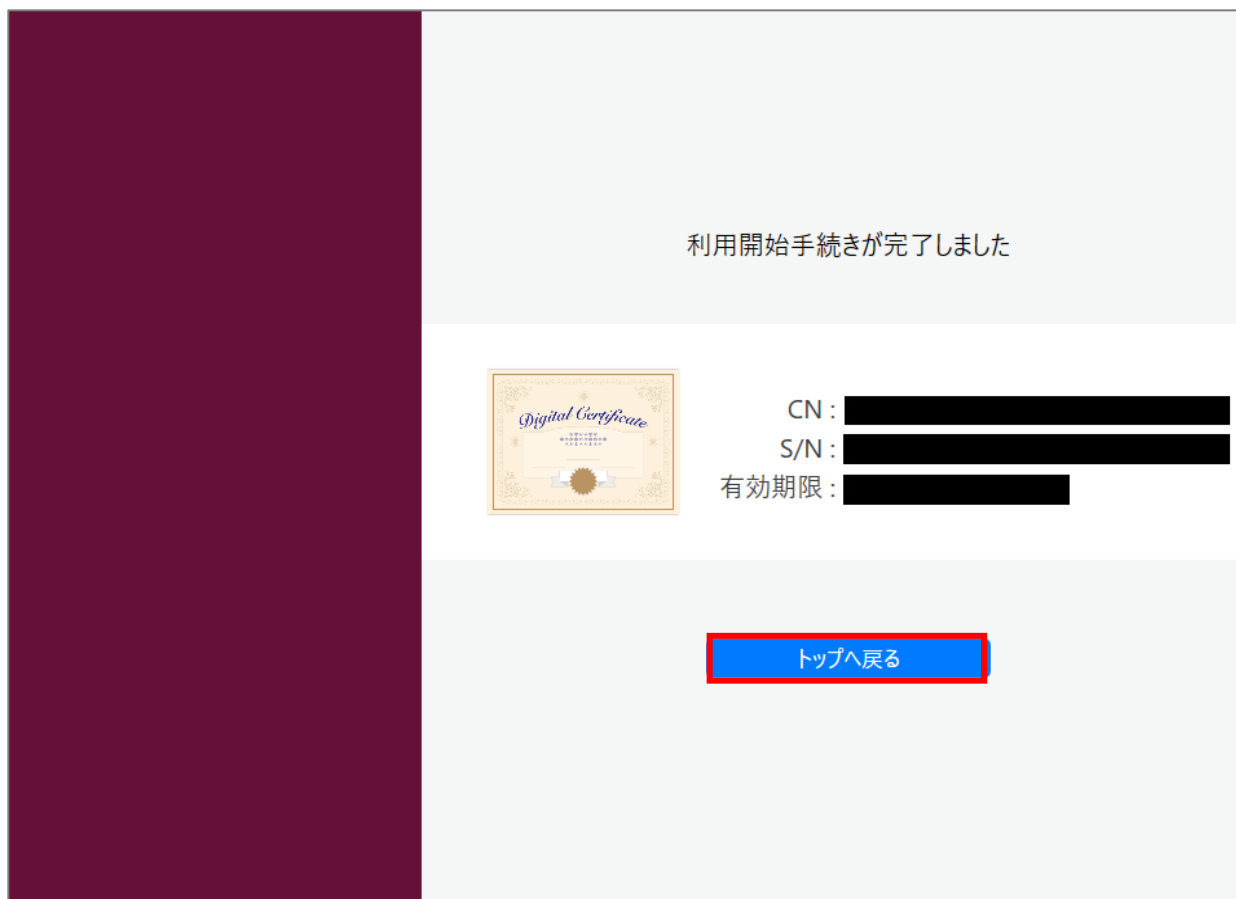 利用開始手続きが完了しました
Digital Certificate
CN :
S/N :
有効期限 :
トップへ戻る